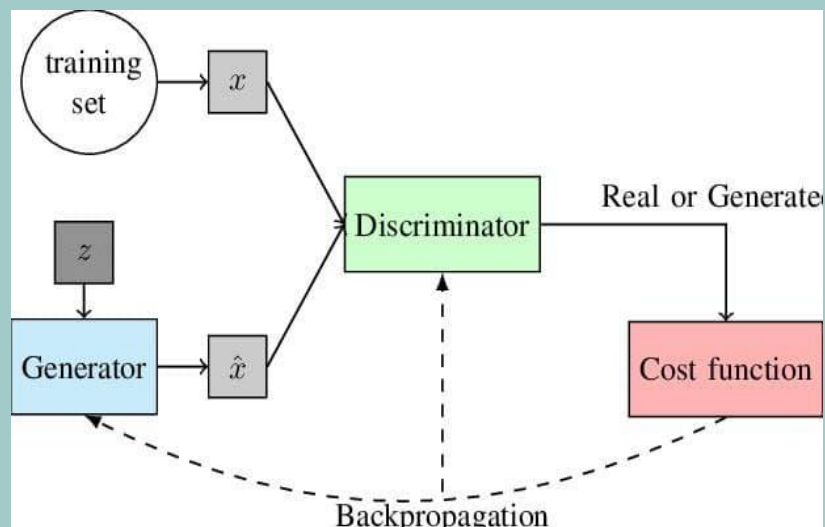 training
set
x
Real or Generated
Discriminator
z
Generator
x̂
Cost function
Backpropagation